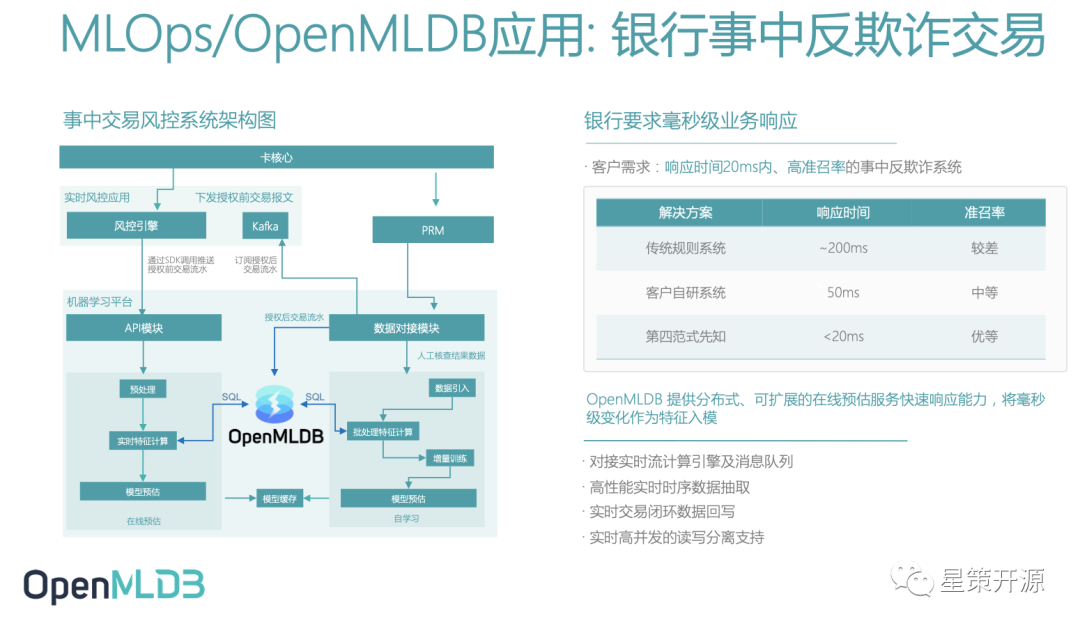 MLOps/OpenMLDB应用: 银行事中反欺诈交易
事中交易风控系统架构图
卡核心
实时风控应用
下发授权前交易报文
风控引擎
Kafka
PRM
通过SDK调用推送
授权前交易流水
订阅授权后
交易流水
机器学习平台
API模块
授权后交易流水
数据对接模块
人工核查结果数据
预处理
数据引入
SQL
SQL
OpenMLDB
实时特征计算
批处理特征计算
增量训练
模型预估
模型缓存
模型预估
在线预估
自学习
银行要求毫秒级业务响应
· 客户需求：响应时间20ms内、高准召率的事中反欺诈系统
解决方案 响应时间 准召率
传统规则系统 ~200ms 较差
客户自研系统 50ms 中等
第四范式先知 <20ms 优等
OpenMLDB 提供分布式、可扩展的在线预估服务快速响应能力，将毫秒
级变化作为特征入模
· 对接实时流计算引擎及消息队列
· 高性能实时时序数据抽取
· 实时交易闭环数据回写
· 实时高并发的读写分离支持
OpenMLDB
星策开源